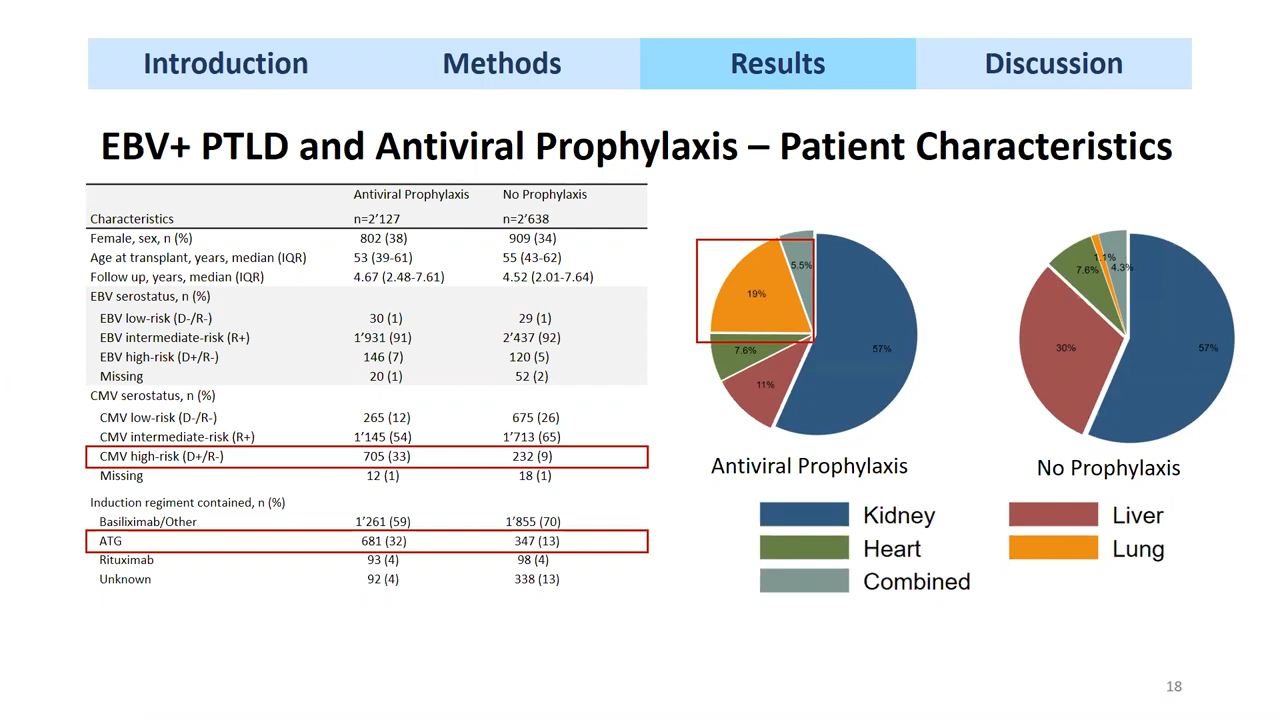 Introduction Methods Results Discussion
EBV+ PTLD and Antiviral Prophylaxis – Patient Characteristics
Antiviral Prophylaxis No Prophylaxis
Characteristics n=2’127 n=2’638
Female, sex, n (%) 802 (38) 909 (34)
Age at transplant, years, median (IQR) 53 (39-61) 55 (43-62)
Follow up, years, median (IQR) 4.67 (2.48-7.61) 4.52 (2.01-7.64)
EBV serostatus, n (%)
EBV low-risk (D-/R-) 30 (1) 29 (1)
EBV intermediate-risk (R+) 1’931 (91) 2’437 (92)
EBV high-risk (D+/R-) 146 (7) 120 (5)
Missing 20 (1) 52 (2)
CMV serostatus, n (%)
CMV low-risk (D-/R-) 265 (12) 675 (26)
CMV intermediate-risk (R+) 1’145 (54) 1’713 (65)
CMV high-risk (D+/R-) 705 (33) 232 (9)
Missing 12 (1) 18 (1)
Induction regiment contained, n (%)
Basiliximab/Other 1’261 (59) 1’855 (70)
ATG 681 (32) 347 (13)
Rituximab 93 (4) 98 (4)
Unknown 92 (4) 338 (13)
5.5%
19%
7.6%
11%
57%
Antiviral Prophylaxis
1.1%
4.3%
7.6%
30%
57%
No Prophylaxis
Kidney Liver
Heart Lung
Combined
18